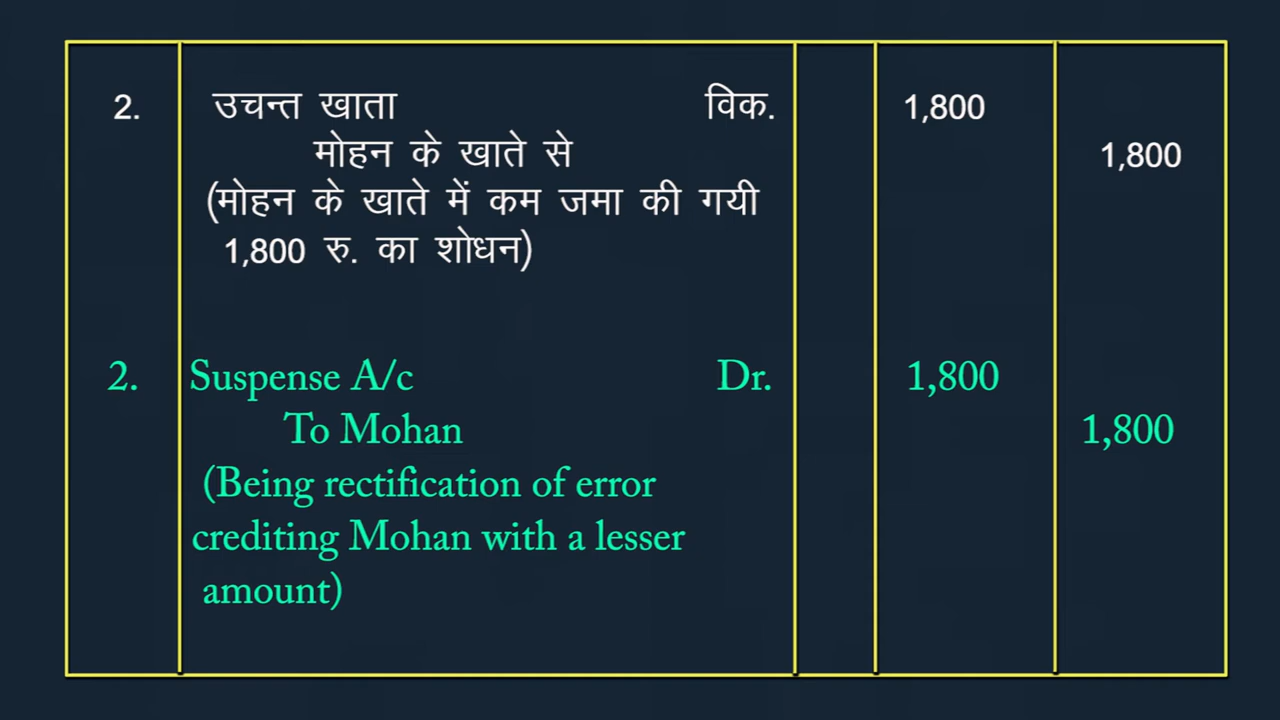 2. उचन्त खाता विक. 1,800
मोहन के खाते से 1,800
(मोहन के खाते में कम जमा की गयी
1,800 रु. का शोधन)
2. Suspense A/c Dr. 1,800
To Mohan 1,800
(Being rectification of error
crediting Mohan with a lesser
amount)